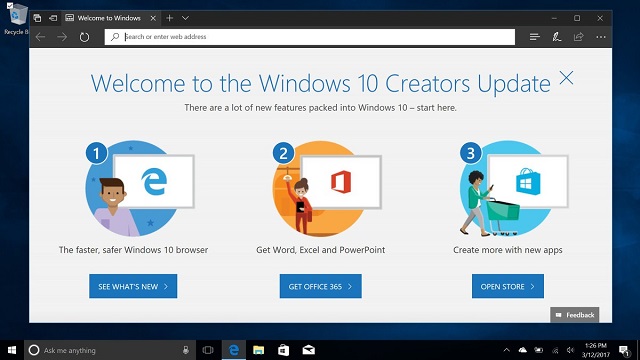 Recycle B
Welcome to Windows
Search or enter web address
Welcome to the Windows 10 Creators Update
There are a lot of new features packed into Windows 10 – start here.
1
2
3
The faster, safer Windows 10 browser
Get Word, Excel and PowerPoint
Create more with new apps
SEE WHAT'S NEW
GET OFFICE 365
OPEN STORE
Feedback
Ask me anything
1:26 PM
3/12/2017